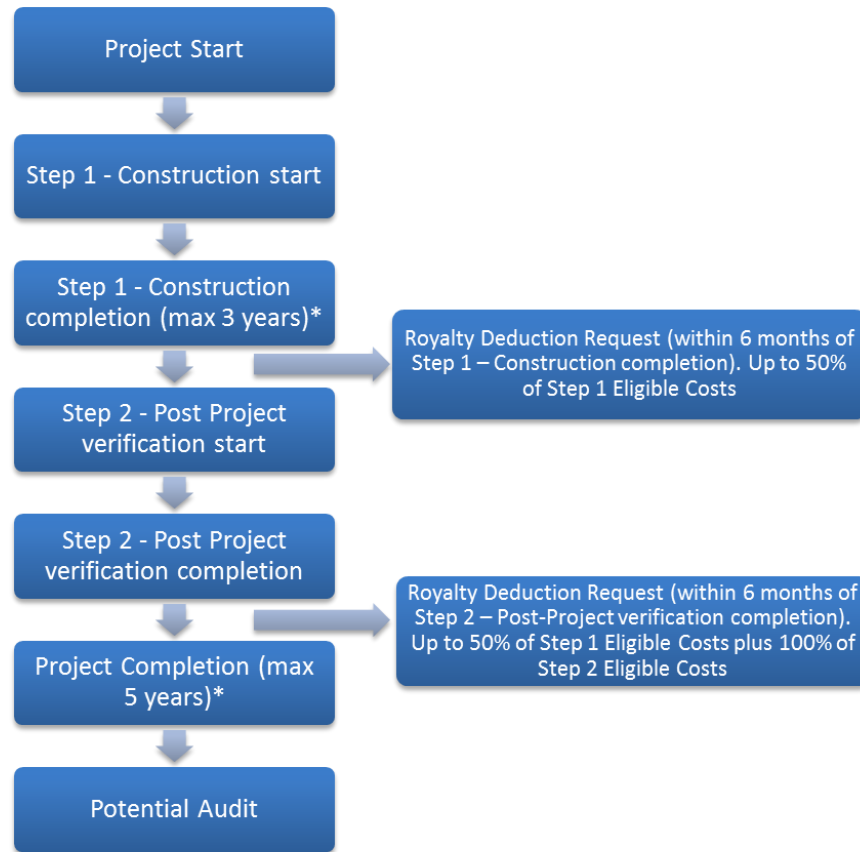 Project Start
Step 1 - Construction start
Step 1 - Construction
completion (max 3 years)*
Royalty Deduction Request (within 6 months of
Step 1 – Construction completion). Up to 50%
of Step 1 Eligible Costs
Step 2 - Post Project
verification start
Step 2 - Post Project
verification completion
Royalty Deduction Request (within 6 months of
Step 2 – Post-Project verification completion).
Up to 50% of Step 1 Eligible Costs plus 100% of
Step 2 Eligible Costs
Project Completion (max
5 years)*
Potential Audit